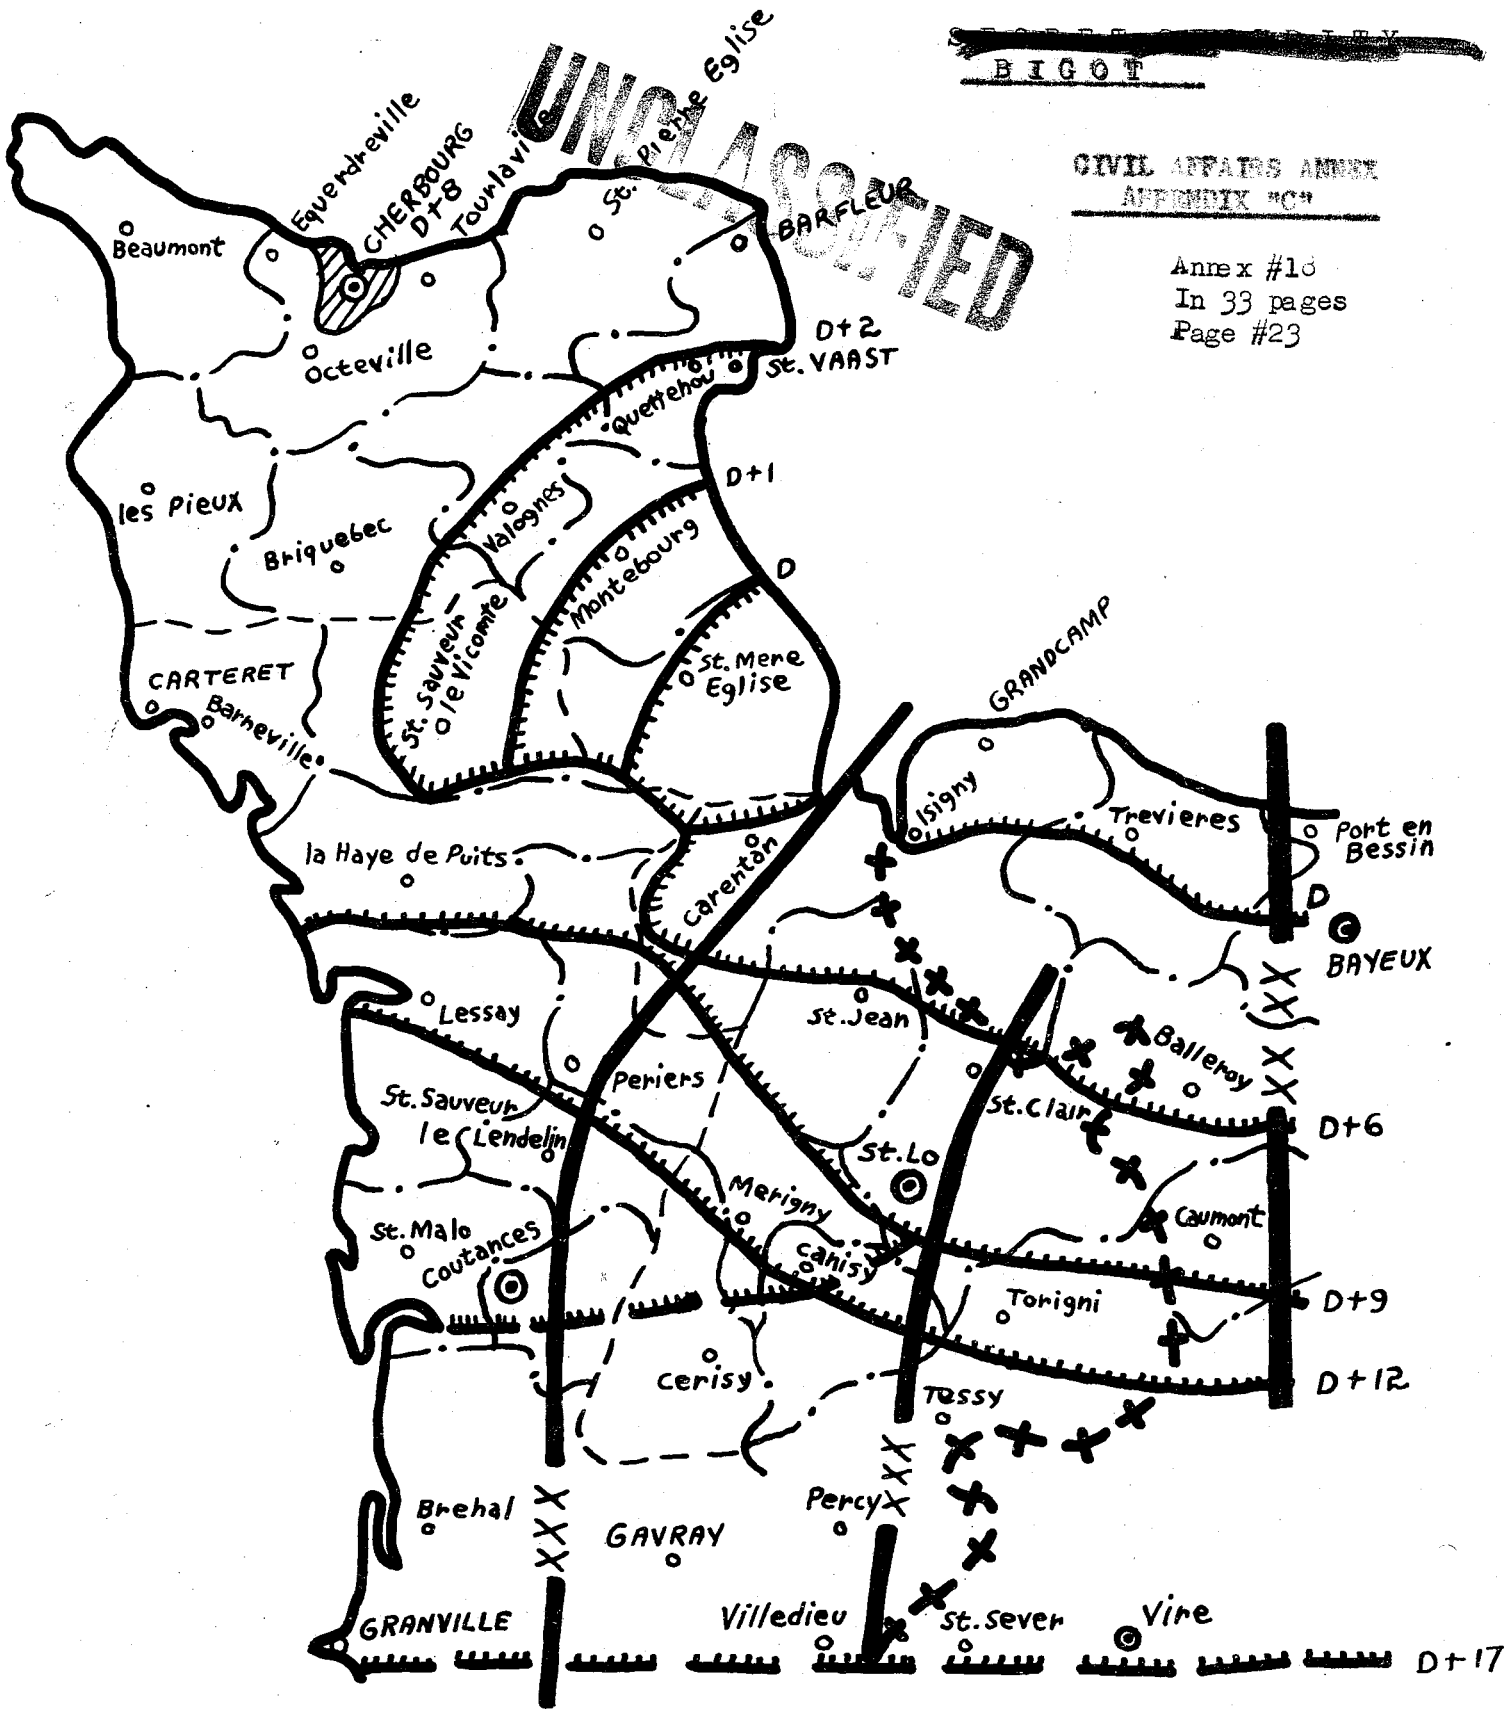 BIGOT
UNCLASSIFIED
CIVIL AFFAIRS ANNEX
APPENDIX "C"
Annex #16
In 33 pages
Page #23
St. Pierre Eglise
Equerdreville
CHERBOURG
D+8
Tourlaville
BARFLEUR
Beaumont
Octeville
D+2
St. VAAST
Quettehou
D+1
les Pieux
Valognes
Briquebec
Montebourg
D
St. Sauveur
le Vicomte
St. Mere
Eglise
CARTERET
Barneville
GRANDCAMP
Isigny
Trevieres
Port en
Bessin
la Haye de Puits
Carentan
D
BAYEUX
Lessay
St. Jean
Balleroy
Periers
St. Sauveur
le Lendelin
St. Clair
D+6
St. Lo
Merigny
St. Malo
Coutances
Canisy
Caumont
Torigni
D+9
Cerisy
Tessy
D+12
Brehal
GAVRAY
Percy
GRANVILLE
Villedieu
St. Sever
Vire
D+17